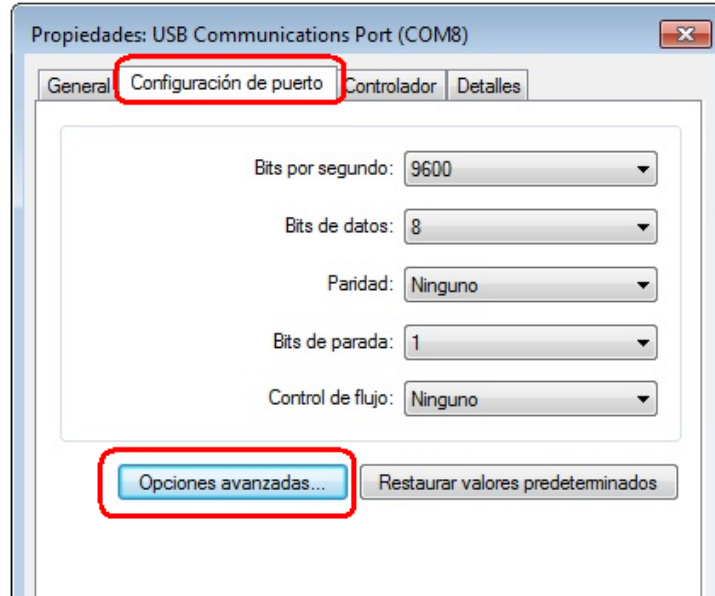 Propiedades: USB Communications Port (COM8)
General Configuración de puerto Controlador Detalles
Bits por segundo: 9600
Bits de datos: 8
Paridad: Ninguno
Bits de parada: 1
Control de flujo: Ninguno
Opciones avanzadas... Restaurar valores predeterminados